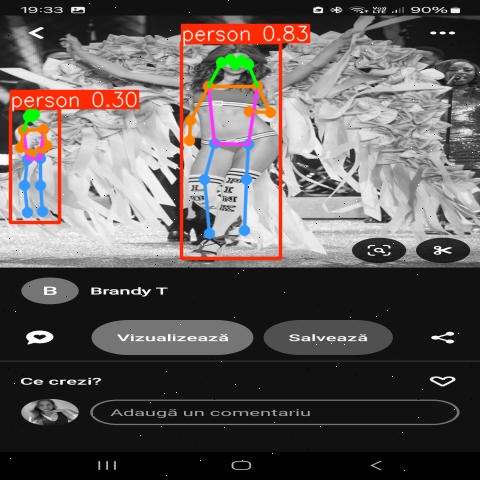 19:33
90%
person 0.83
person 0.30
B
Brandy T
Vizualizează
Salvează
Ce crezi?
Adaugă un comentariu